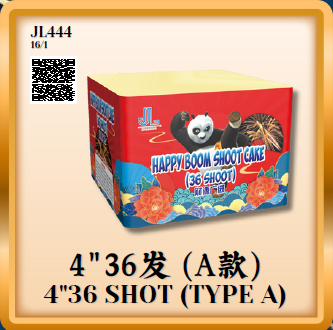 JL444
16/1
JL
HAPPY BOOM SHOOT CAKE
(36 SHOOT)
4"36发 (A款)
4"36 SHOT (TYPE A)